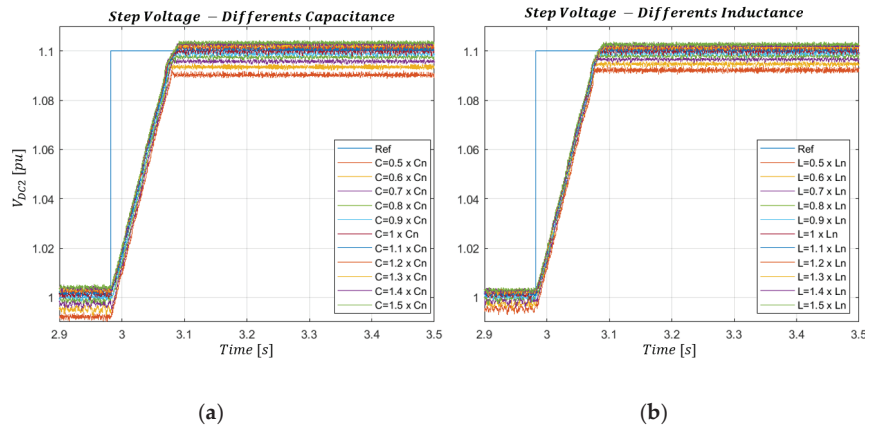 Step Voltage − Differents Capacitance
V_DC2 [pu]
1.1
1.08
1.06
1.04
1.02
1
2.9
3
3.1
3.2
3.3
3.4
3.5
Time [s]
Ref
C=0.5 x Cn
C=0.6 x Cn
C=0.7 x Cn
C=0.8 x Cn
C=0.9 x Cn
C=1 x Cn
C=1.1 x Cn
C=1.2 x Cn
C=1.3 x Cn
C=1.4 x Cn
C=1.5 x Cn
(a)
Step Voltage − Differents Inductance
1.1
1.08
1.06
1.04
1.02
1
2.9
3
3.1
3.2
3.3
3.4
3.5
Time [s]
Ref
L=0.5 x Ln
L=0.6 x Ln
L=0.7 x Ln
L=0.8 x Ln
L=0.9 x Ln
L=1 x Ln
L=1.1 x Ln
L=1.2 x Ln
L=1.3 x Ln
L=1.4 x Ln
L=1.5 x Ln
(b)